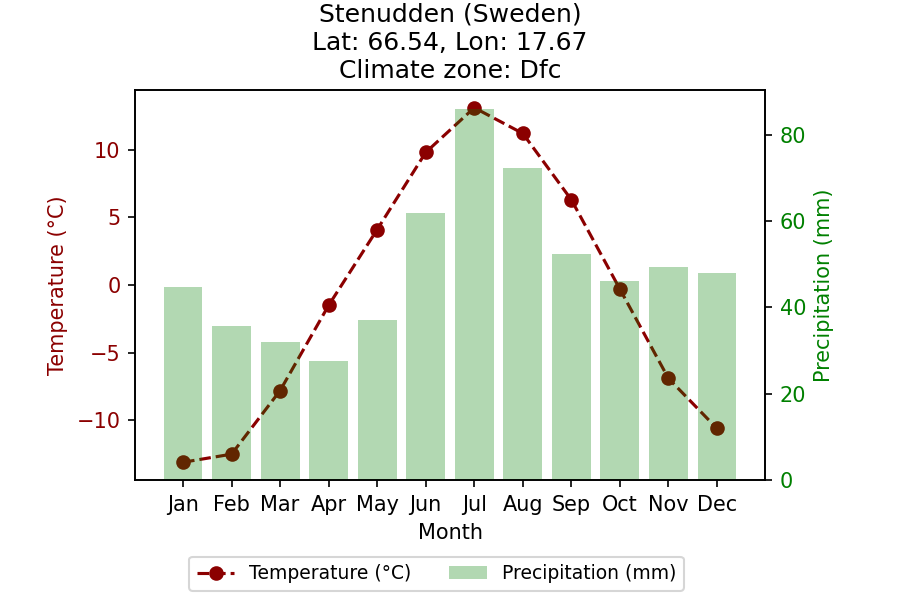 Stenudden (Sweden)
Lat: 66.54, Lon: 17.67
Climate zone: Dfc
Temperature (°C)
10
5
0
−5
−10
80
60
40
20
0
Precipitation (mm)
Jan Feb Mar Apr May Jun Jul Aug Sep Oct Nov Dec
Month
Temperature (°C) Precipitation (mm)